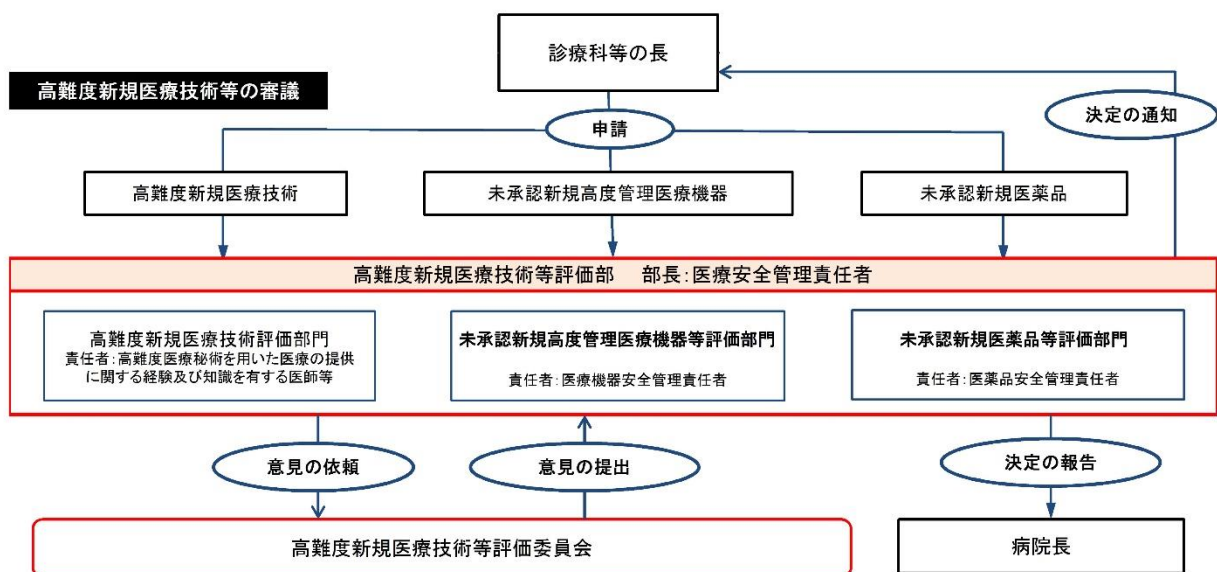 診療科等の長
高難度新規医療技術等の審議
決定の通知
申請
高難度新規医療技術
未承認新規高度管理医療機器
未承認新規医薬品
高難度新規医療技術等評価部 部長:医療安全管理責任者
高難度新規医療技術評価部門
責任者:高難度医療秘術を用いた医療の提供
に関する経験及び知識を有する医師等
未承認新規高度管理医療機器等評価部門
責任者:医療機器安全管理責任者
未承認新規医薬品等評価部門
責任者:医薬品安全管理責任者
意見の依頼
意見の提出
決定の報告
高難度新規医療技術等評価委員会
病院長